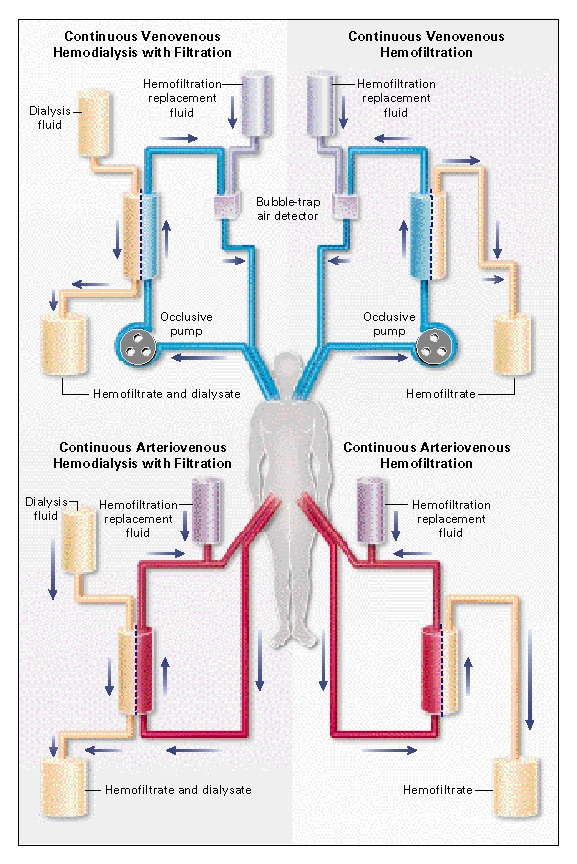 Continuous Venovenous
Hemodialysis with Filtration
Continuous Venovenous
Hemofiltration
Hemofiltration
replacement
fluid
Hemofiltration
replacement
fluid
Dialysis
fluid
Bubble-trap
air detector
Occlusive
pump
Occlusive
pump
Hemofiltrate and dialysate
Hemofiltrate
Continuous Arteriovenous
Hemodialysis with Filtration
Continuous Arteriovenous
Hemofiltration
Dialysis
fluid
Hemofiltration
replacement
fluid
Hemofiltration
replacement
fluid
Hemofiltrate and dialysate
Hemofiltrate